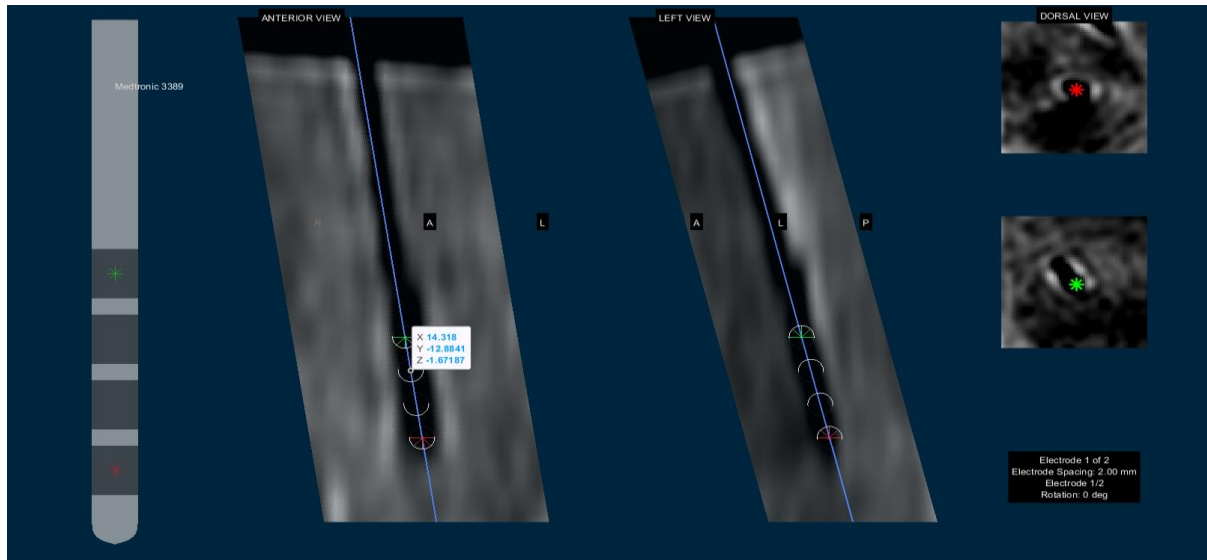 ANTERIOR VIEW
LEFT VIEW
DORSAL VIEW
Medtronic 3389
R
A
L
A
L
P
X 14.318
Y -12.8841
Z -1.67187
Electrode 1 of 2
Electrode Spacing: 2.00 mm
Electrode 1/2
Rotation: 0 deg